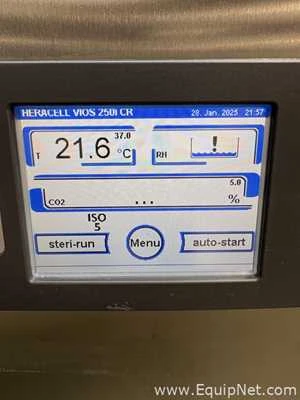 HERACELL VIOS 250i CR 28. Jan. 2025 21:57
37.0
T 21.6 °C RH !
5.0
CO2 ... %
ISO
5
steri-run Menu auto-start
www.EquipNet.com